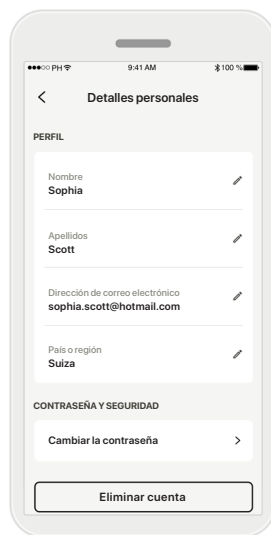 ●●●○○ PH 9:41 AM 100 %
Detalles personales
PERFIL
Nombre
Sophia
Apellidos
Scott
Dirección de correo electrónico
sophia.scott@hotmail.com
País o región
Suiza
CONTRASEÑA Y SEGURIDAD
Cambiar la contraseña
Eliminar cuenta